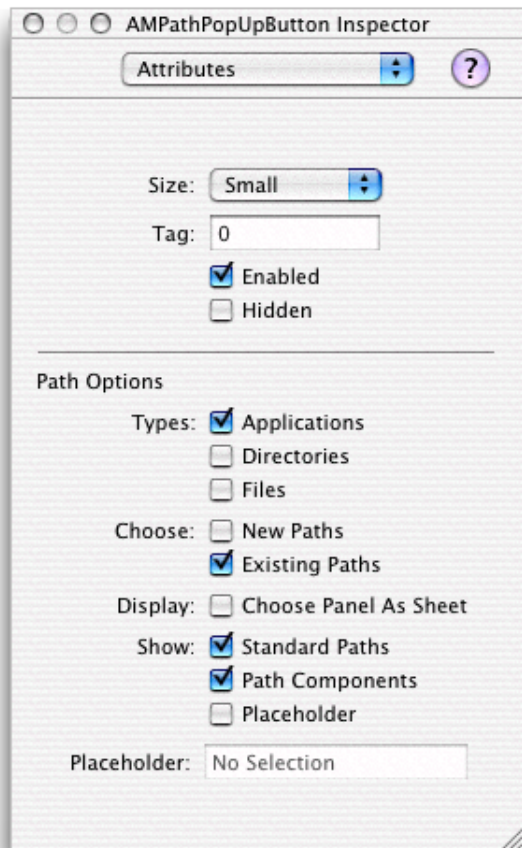 AMPathPopUpButton Inspector
Attributes ?
Size: Small
Tag: 0
Enabled
Hidden
Path Options
Types: Applications
Directories
Files
Choose: New Paths
Existing Paths
Display: Choose Panel As Sheet
Show: Standard Paths
Path Components
Placeholder
Placeholder: No Selection